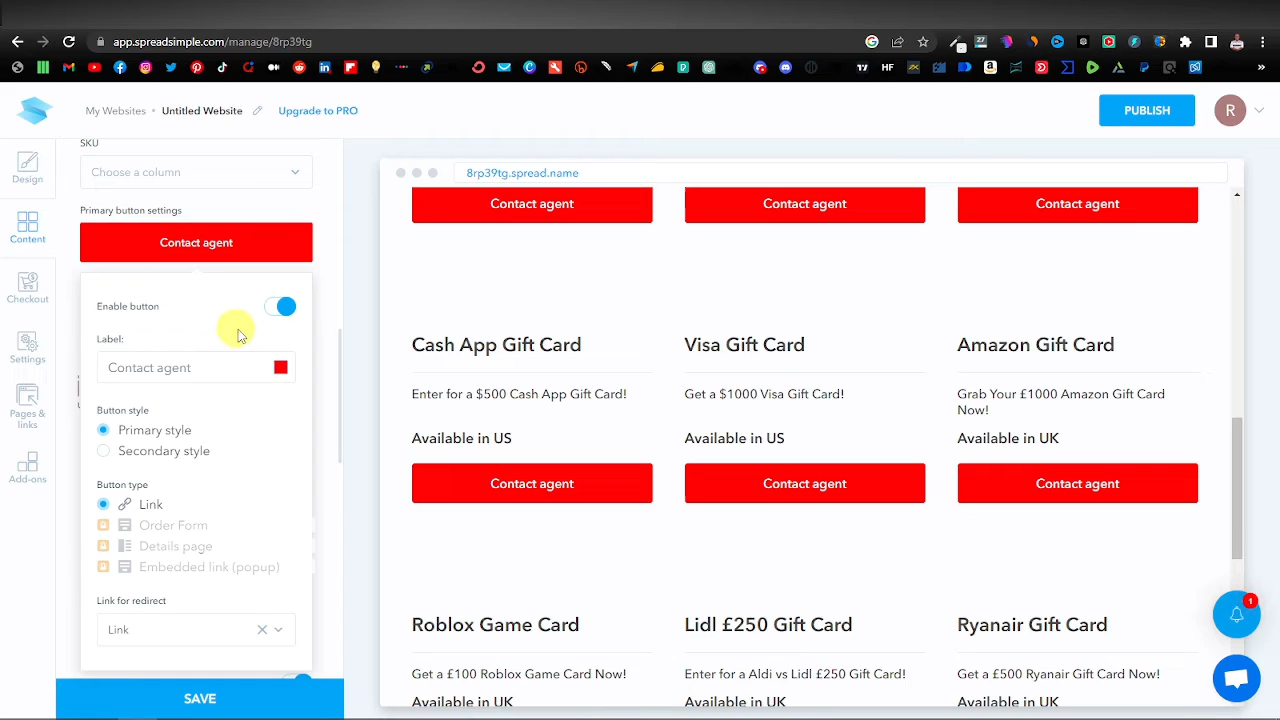 app.spreadsimple.com/manage/8rp39tg
My Websites • Untitled Website
Upgrade to PRO
PUBLISH
R
Design
Content
Checkout
Settings
Pages &
links
Add-ons
SKU
Choose a column
Primary button settings
Contact agent
Enable button
Label:
Contact agent
Button style
Primary style
Secondary style
Button type
Link
Order Form
Details page
Embedded link (popup)
Link for redirect
Link
SAVE
8rp39tg.spread.name
Contact agent
Contact agent
Contact agent
Cash App Gift Card
Enter for a $500 Cash App Gift Card!
Available in US
Contact agent
Visa Gift Card
Get a $1000 Visa Gift Card!
Available in US
Contact agent
Amazon Gift Card
Grab Your £1000 Amazon Gift Card
Now!
Available in UK
Contact agent
Roblox Game Card
Get a £100 Roblox Game Card Now!
Available in UK
Lidl £250 Gift Card
Enter for a Aldi vs Lidl £250 Gift Card!
Available in UK
Ryanair Gift Card
Get a £500 Ryanair Gift Card Now!
Available in UK
1